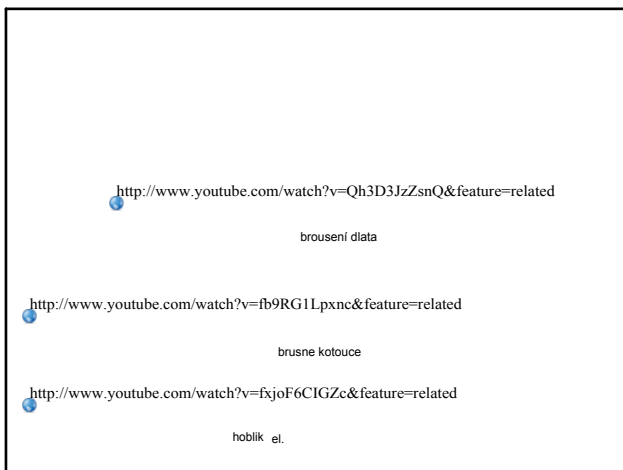 http://www.youtube.com/watch?v=Qh3D3JzZsnQ&feature=related
brousení dlata
http://www.youtube.com/watch?v=fb9RG1Lpxnc&feature=related
brusne kotouce
http://www.youtube.com/watch?v=fxjoF6CIGZc&feature=related
hoblik el.